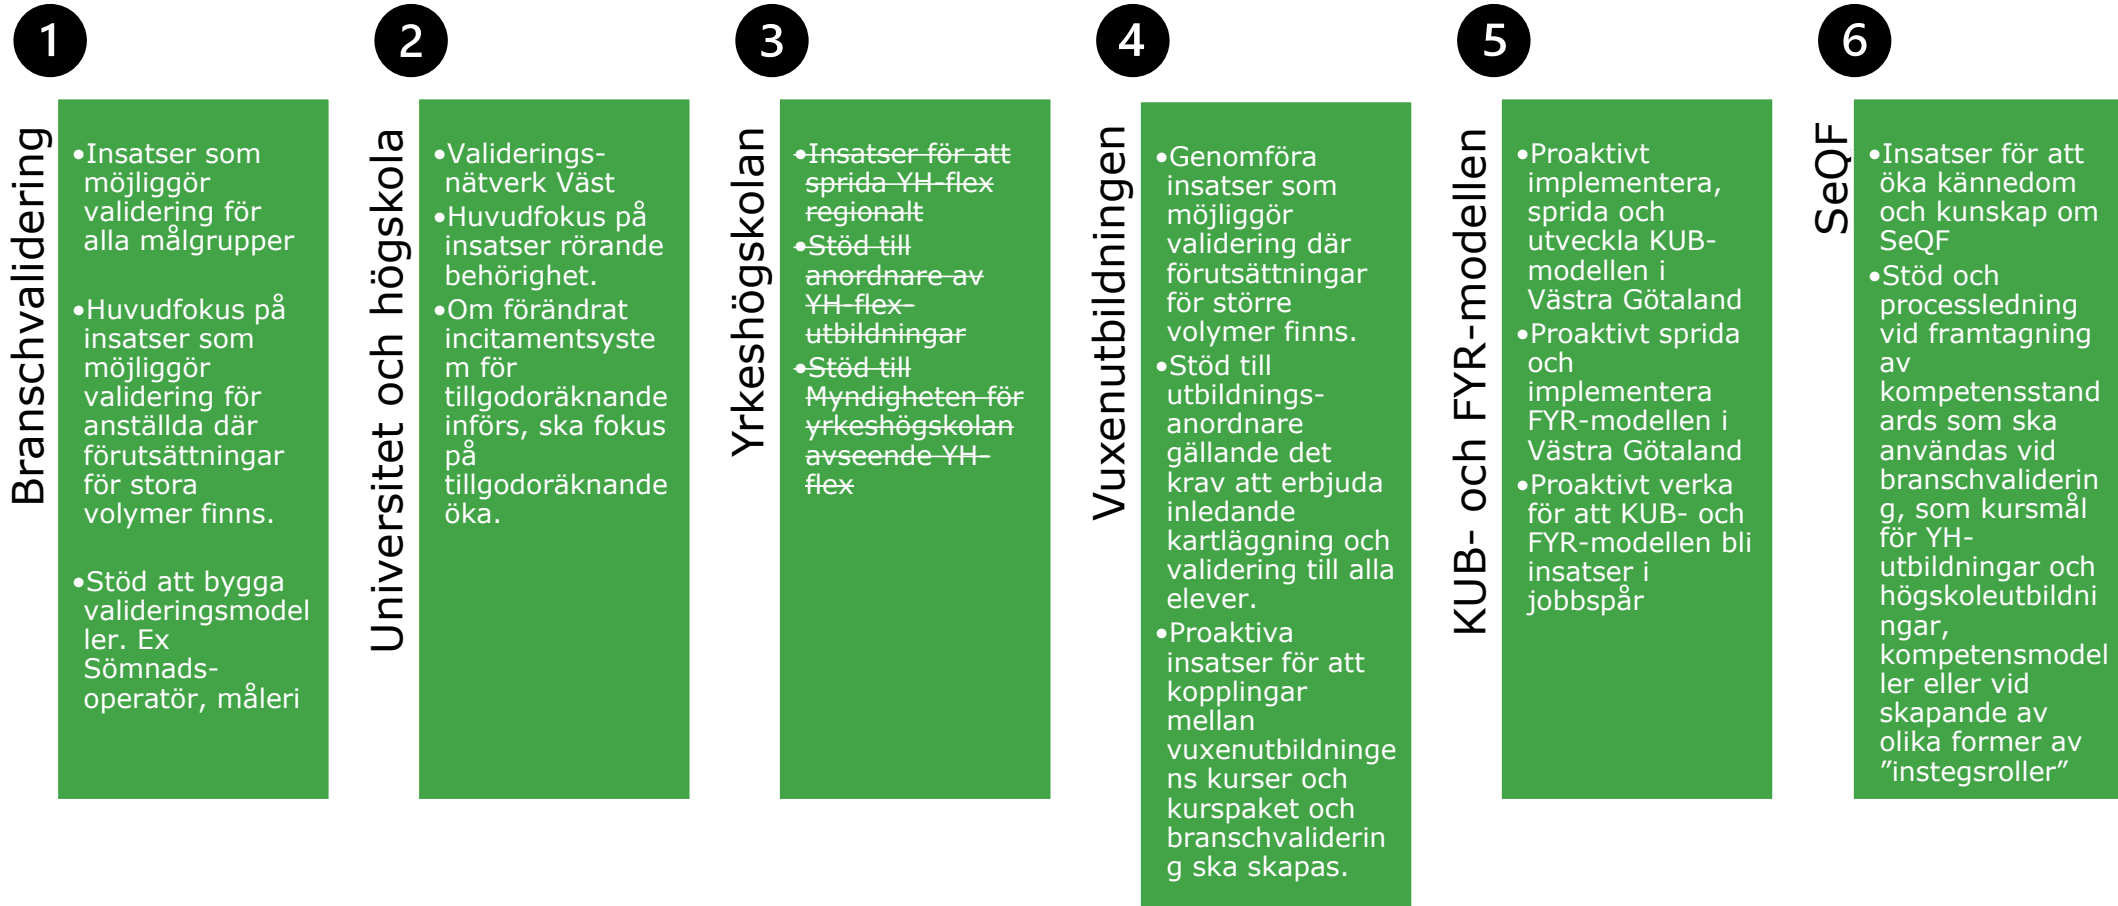 1
Branschvalidering
•Insatser som
möjliggör
validering för
alla målgrupper
•Huvudfokus på
insatser som
möjliggör
validering för
anställda där
förutsättningar
för stora
volymer finns.
•Stöd att bygga
valideringsmodel
ler. Ex
Sömnads-
operatör, måleri
2
Universitet och högskola
•Validerings-
nätverk Väst
•Huvudfokus på
insatser rörande
behörighet.
•Om förändrat
incitamentsyste
m för
tillgodoräknande
införs, ska fokus
på
tillgodoräknande
öka.
3
Yrkeshögskolan
•Insatser för att
sprida YH-flex
regionalt
•Stöd till
anordnare av
YH-flex-
utbildningar
•Stöd till
Myndigheten för
yrkeshögskolan
avseende YH-
flex
4
Vuxenutbildningen
•Genomföra
insatser som
möjliggör
validering där
förutsättningar
för större
volymer finns.
•Stöd till
utbildnings-
anordnare
gällande det
krav att erbjuda
inledande
kartläggning och
validering till alla
elever.
•Proaktiva
insatser för att
kopplingar
mellan
vuxenutbildninge
ns kurser och
kurspaket och
branschvaliderin
g ska skapas.
5
KUB- och FYR-modellen
•Proaktivt
implementera,
sprida och
utveckla KUB-
modellen i
Västra Götaland
•Proaktivt sprida
och
implementera
FYR-modellen i
Västra Götaland
•Proaktivt verka
för att KUB- och
FYR-modellen bli
insatser i
jobbspår
6
SeQF
•Insatser för att
öka kännedom
och kunskap om
SeQF
•Stöd och
processledning
vid framtagning
av
kompetensstand
ards som ska
användas vid
branschvaliderin
g, som kursmål
för YH-
utbildningar och
högskoleutbildni
ngar,
kompetensmodel
ler eller vid
skapande av
olika former av
”instegsroller”